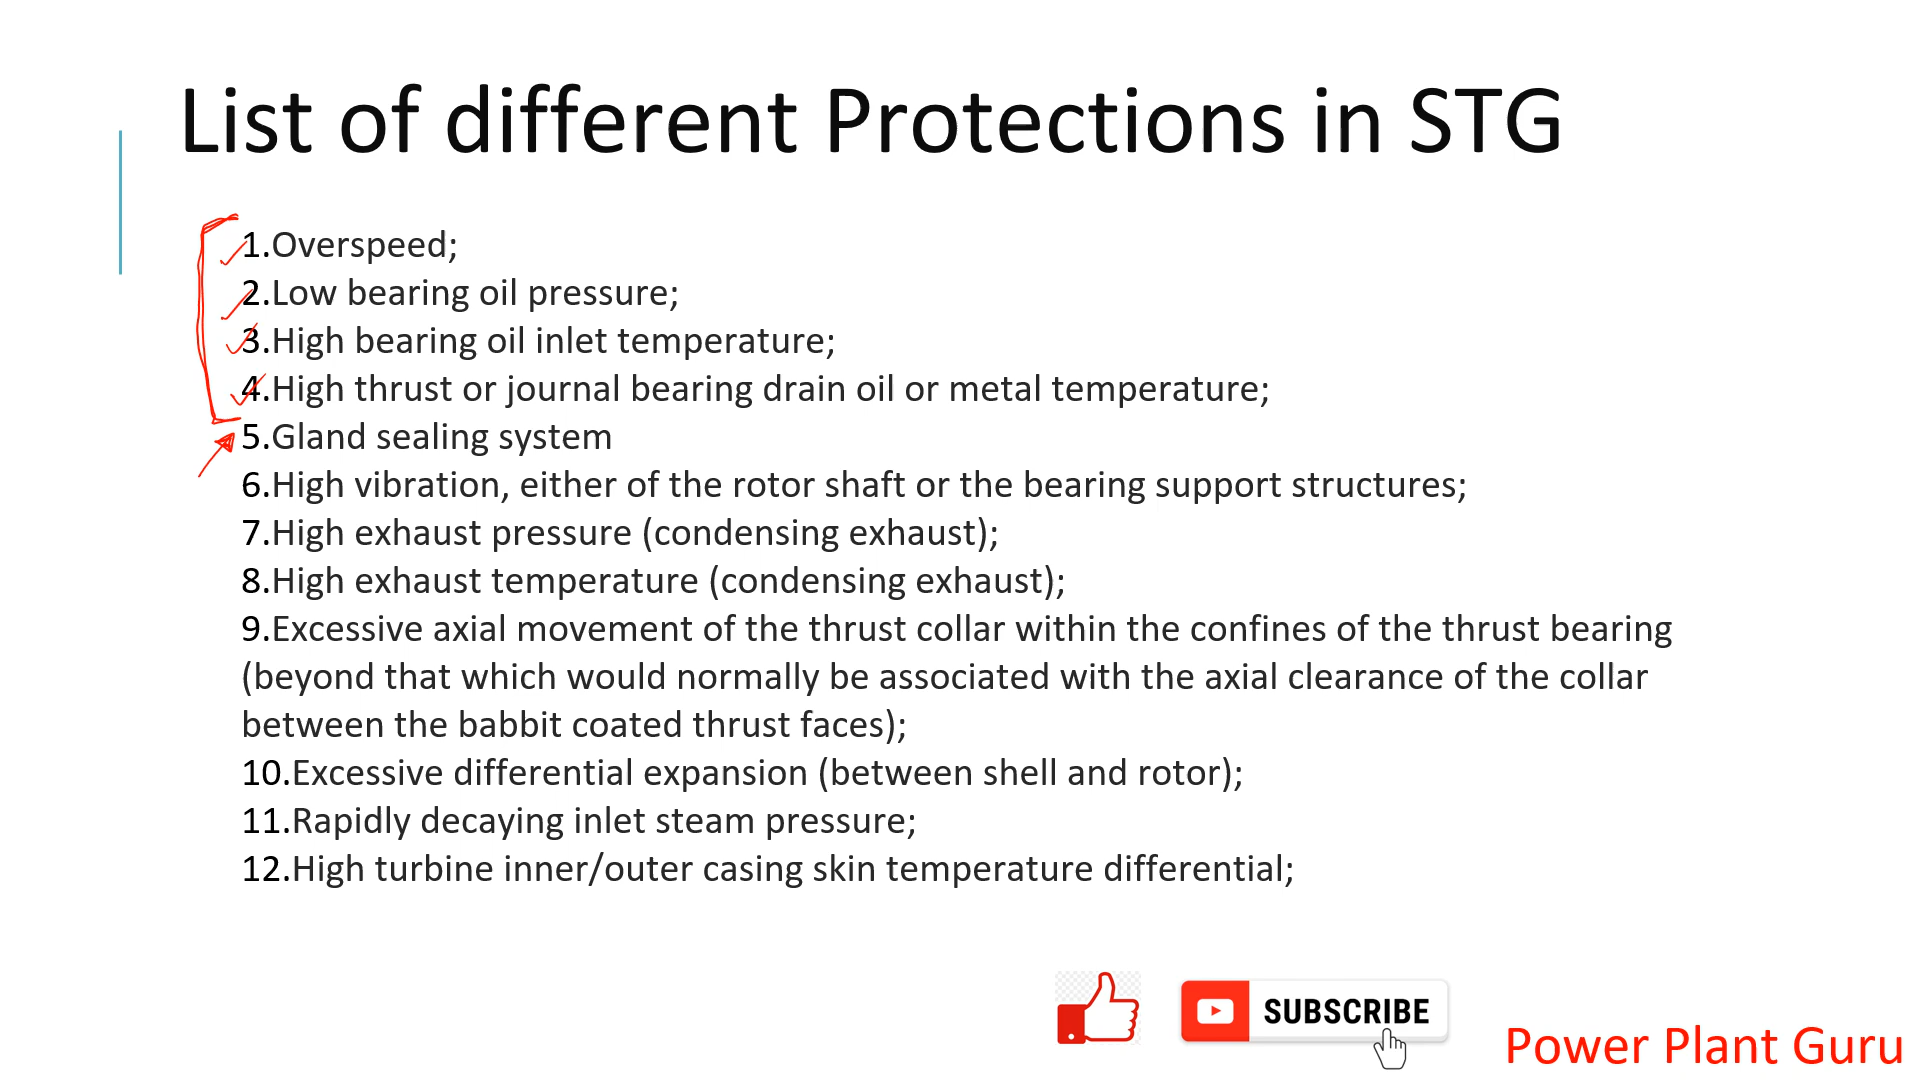 List of different Protections in STG
1.Overspeed;
2.Low bearing oil pressure;
3.High bearing oil inlet temperature;
4.High thrust or journal bearing drain oil or metal temperature;
5.Gland sealing system
6.High vibration, either of the rotor shaft or the bearing support structures;
7.High exhaust pressure (condensing exhaust);
8.High exhaust temperature (condensing exhaust);
9.Excessive axial movement of the thrust collar within the confines of the thrust bearing
(beyond that which would normally be associated with the axial clearance of the collar
between the babbit coated thrust faces);
10.Excessive differential expansion (between shell and rotor);
11.Rapidly decaying inlet steam pressure;
12.High turbine inner/outer casing skin temperature differential;
SUBSCRIBE
Power Plant Guru